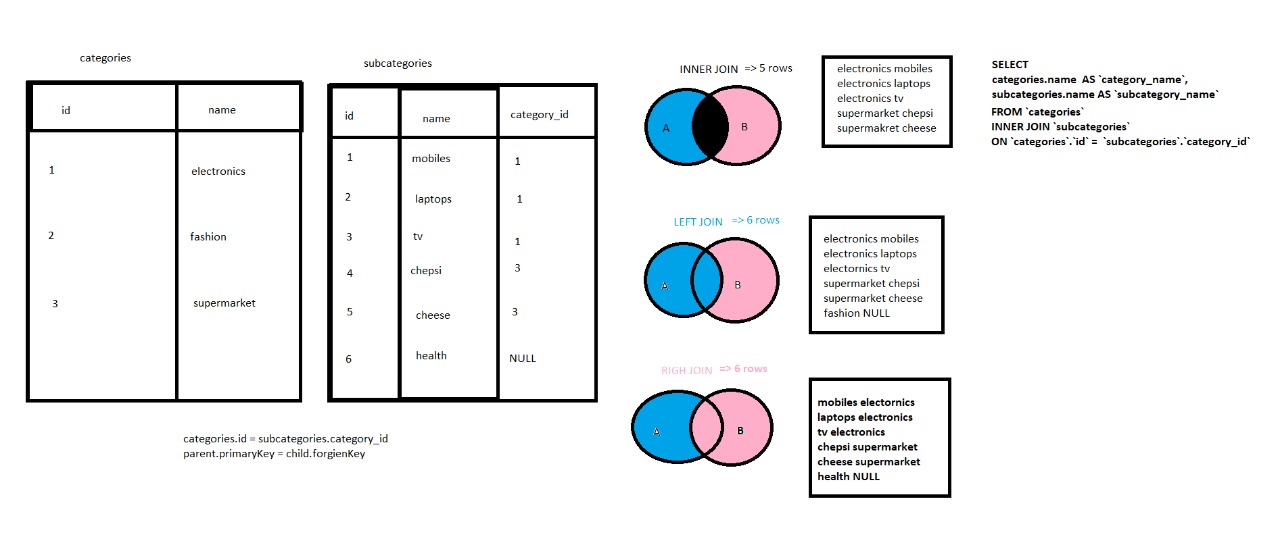 categories
id name
1 electronics
2 fashion
3 supermarket
subcategories
id name category_id
1 mobiles 1
2 laptops 1
3 tv 1
4 chepsi 3
5 cheese 3
6 health NULL
categories.id = subcategories.category_id
parent.primaryKey = child.forgienKey
INNER JOIN => 5 rows
A B
electronics mobiles
electronics laptops
electronics tv
supermarket chepsi
supermakret cheese
SELECT
categories.name AS `category_name`,
subcategories.name AS `subcategory_name`
FROM `categories`
INNER JOIN `subcategories`
ON `categories`.`id` = `subcategories`.`category_id`
LEFT JOIN => 6 rows
A B
electronics mobiles
electronics laptops
electornics tv
supermarket chepsi
supermarket cheese
fashion NULL
RIGH JOIN => 6 rows
A B
mobiles electornics
laptops electronics
tv electronics
chepsi supermarket
cheese supermarket
health NULL